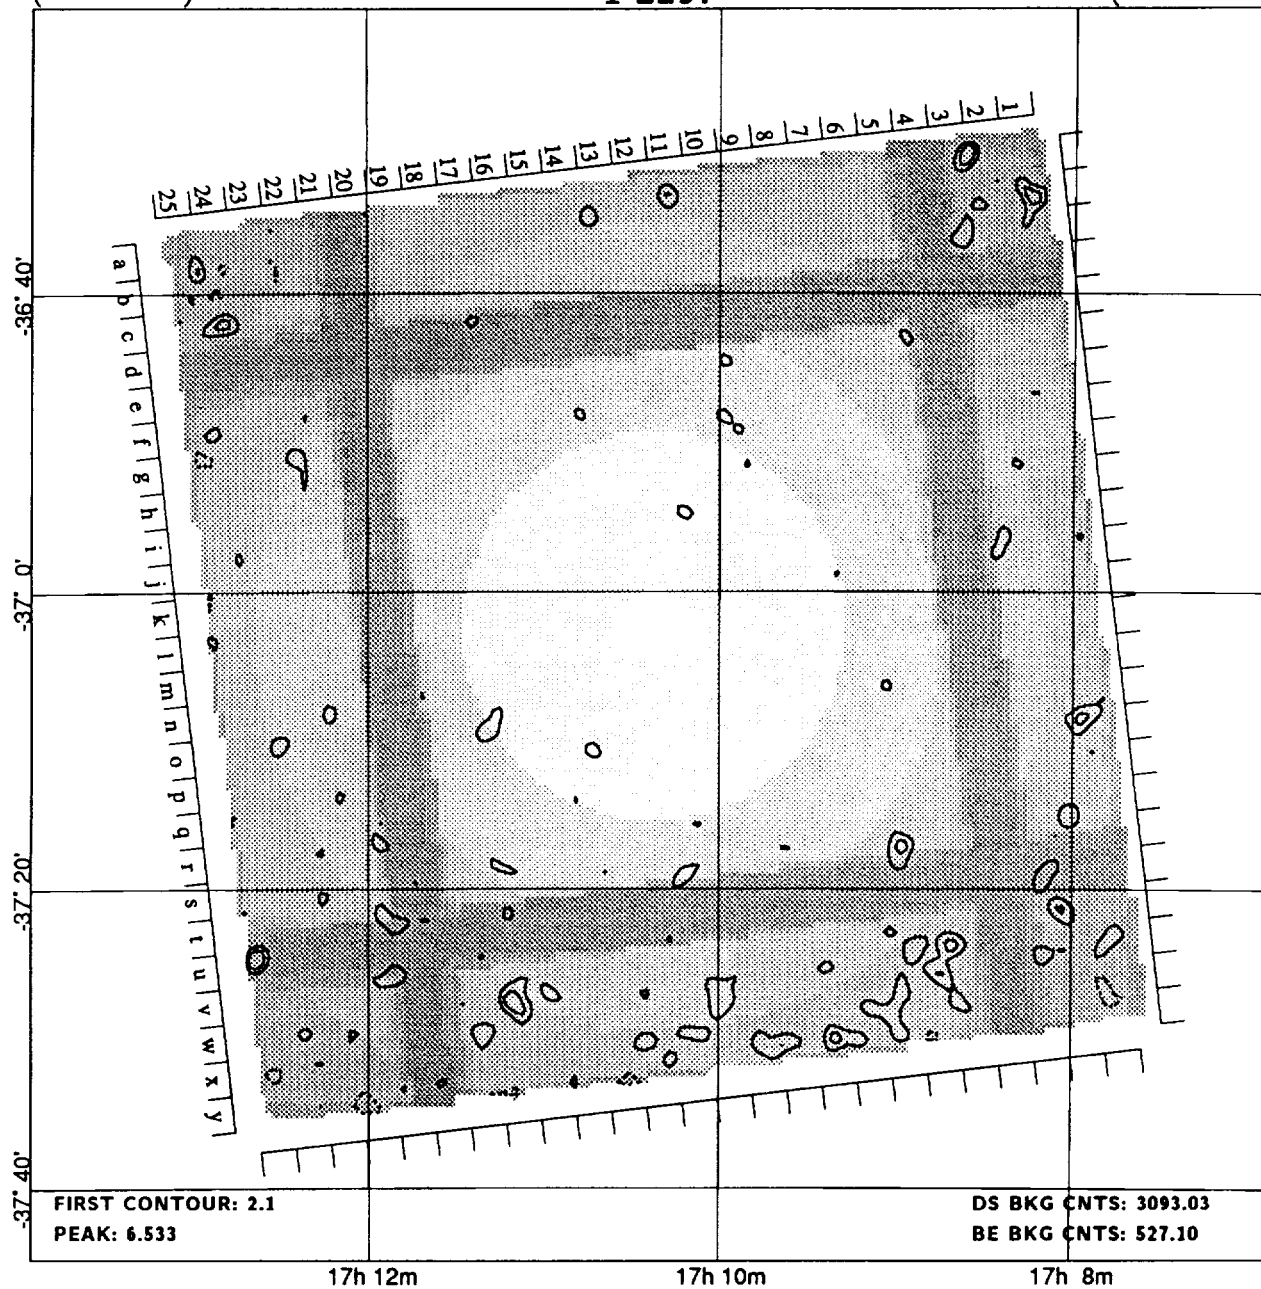 1 2 3 4 5 6 7 8 9 10 11 12 13 14 15 16 17 18 19 20 21 22 23 24 25
a b c d e f g h i j k l m n o p q r s t u v w x y
-36° 40'
-37° 0'
-37° 20'
-37° 40'
FIRST CONTOUR: 2.1
DS BKG CNTS: 3093.03
PEAK: 6.533
BE BKG CNTS: 527.10
17h 12m
17h 10m
17h 8m